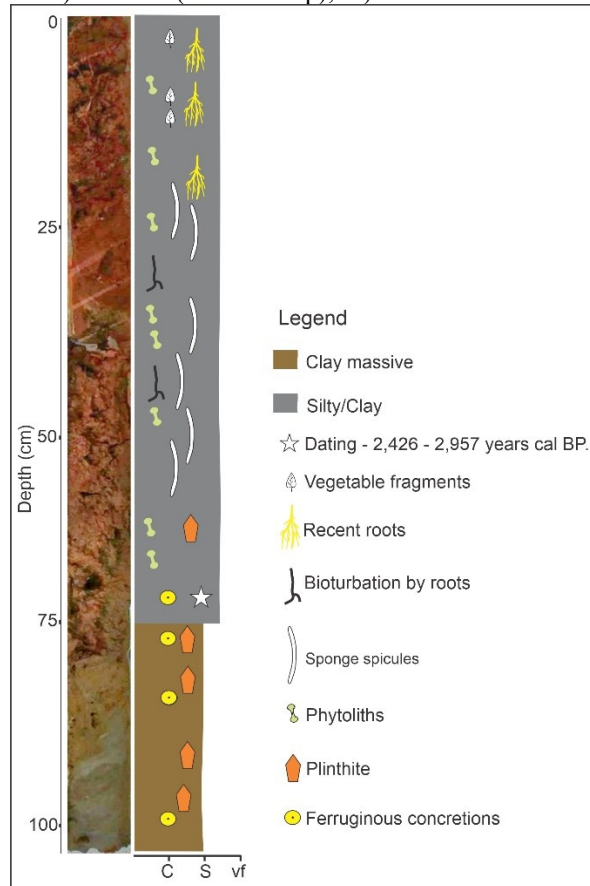 0
25
50
75
100
Depth (cm)
C S vf
Legend
Clay massive
Silty/Clay
Dating - 2,426 - 2,957 years cal BP.
Vegetable fragments
Recent roots
Bioturbation by roots
Sponge spicules
Phytoliths
Plinthite
Ferruginous concretions